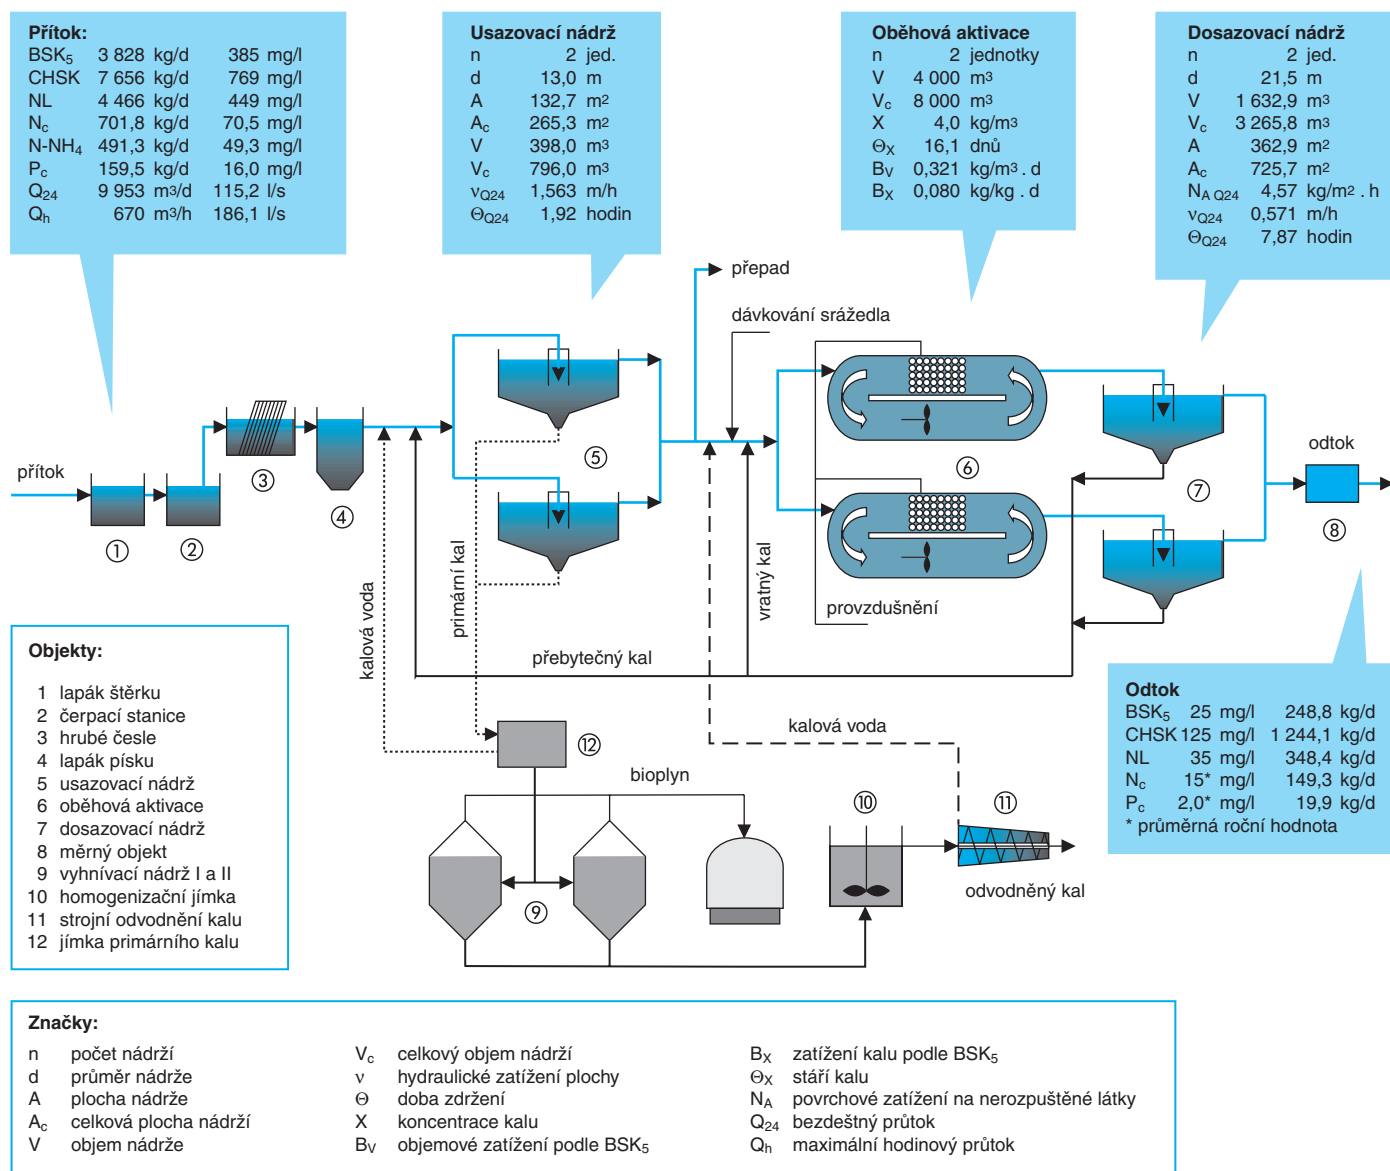 Přítok:
BSK5 3 828 kg/d 385 mg/l
CHSK 7 656 kg/d 769 mg/l
NL 4 466 kg/d 449 mg/l
Nc 701,8 kg/d 70,5 mg/l
N-NH4 491,3 kg/d 49,3 mg/l
Pc 159,5 kg/d 16,0 mg/l
Q24 9 953 m3/d 115,2 l/s
Qh 670 m3/h 186,1 l/s
Usazovací nádrž
n 2 jed.
d 13,0 m
A 132,7 m2
Ac 265,3 m2
V 398,0 m3
Vc 796,0 m3
νQ24 1,563 m/h
ΘQ24 1,92 hodin
Oběhová aktivace
n 2 jednotky
V 4 000 m3
Vc 8 000 m3
X 4,0 kg/m3
ΘX 16,1 dnů
BV 0,321 kg/m3 . d
BX 0,080 kg/kg . d
Dosazovací nádrž
n 2 jed.
d 21,5 m
V 1 632,9 m3
Vc 3 265,8 m3
A 362,9 m2
Ac 725,7 m2
NA Q24 4,57 kg/m2 . h
νQ24 0,571 m/h
ΘQ24 7,87 hodin
přepad
dávkování srážedla
přítok
1
2
3
4
5
6
7
odtok
8
kalová voda
primární kal
vratný kal
provzdušnění
přebytečný kal
Objekty:
1 lapák štěrku
2 čerpací stanice
3 hrubé česle
4 lapák písku
5 usazovací nádrž
6 oběhová aktivace
7 dosazovací nádrž
8 měrný objekt
9 vyhnívací nádrž I a II
10 homogenizační jímka
11 strojní odvodnění kalu
12 jímka primárního kalu
12
bioplyn
9
kalová voda
10
11
odvodněný kal
Odtok
BSK5 25 mg/l 248,8 kg/d
CHSK 125 mg/l 1 244,1 kg/d
NL 35 mg/l 348,4 kg/d
Nc 15* mg/l 149,3 kg/d
Pc 2,0* mg/l 19,9 kg/d
* průměrná roční hodnota
Značky:
n počet nádrží
d průměr nádrže
A plocha nádrže
Ac celková plocha nádrží
V objem nádrže
Vc celkový objem nádrží
ν hydraulické zatížení plochy
Θ doba zdržení
X koncentrace kalu
BV objemové zatížení podle BSK5
BX zatížení kalu podle BSK5
ΘX stáří kalu
NA povrchové zatížení na nerozpuštěné látky
Q24 bezdeštný průtok
Qh maximální hodinový průtok